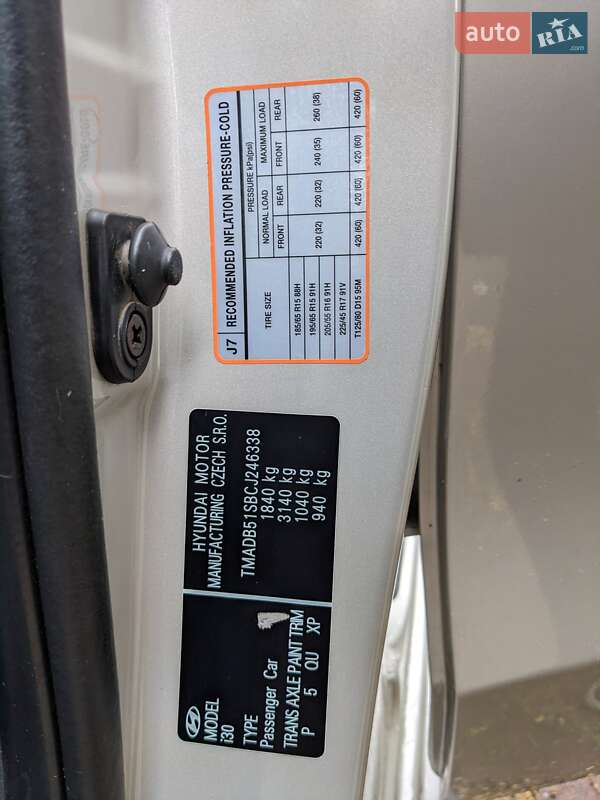 auto RIA.com
J7 RECOMMENDED INFLATION PRESSURE-COLD
TIRE SIZE PRESSURE kPa(psi)
NORMAL LOAD MAXIMUM LOAD
FRONT REAR FRONT REAR
185/65 R15 88H 220 (32) 220 (32) 240 (35) 260 (38)
195/65 R15 91H
205/55 R16 91H
225/45 R17 91V
T125/80 D15 95M 420 (60) 420 (60) 420 (60) 420 (60)
HYUNDAI MOTOR
MANUFACTURING CZECH S.R.O.
TMADB51SBCJ246338
1840 kg
3140 kg
1040 kg
940 kg
MODEL
i30
TYPE
Passenger Car
TRANS AXLE PAINT TRIM
P 5 QU XP